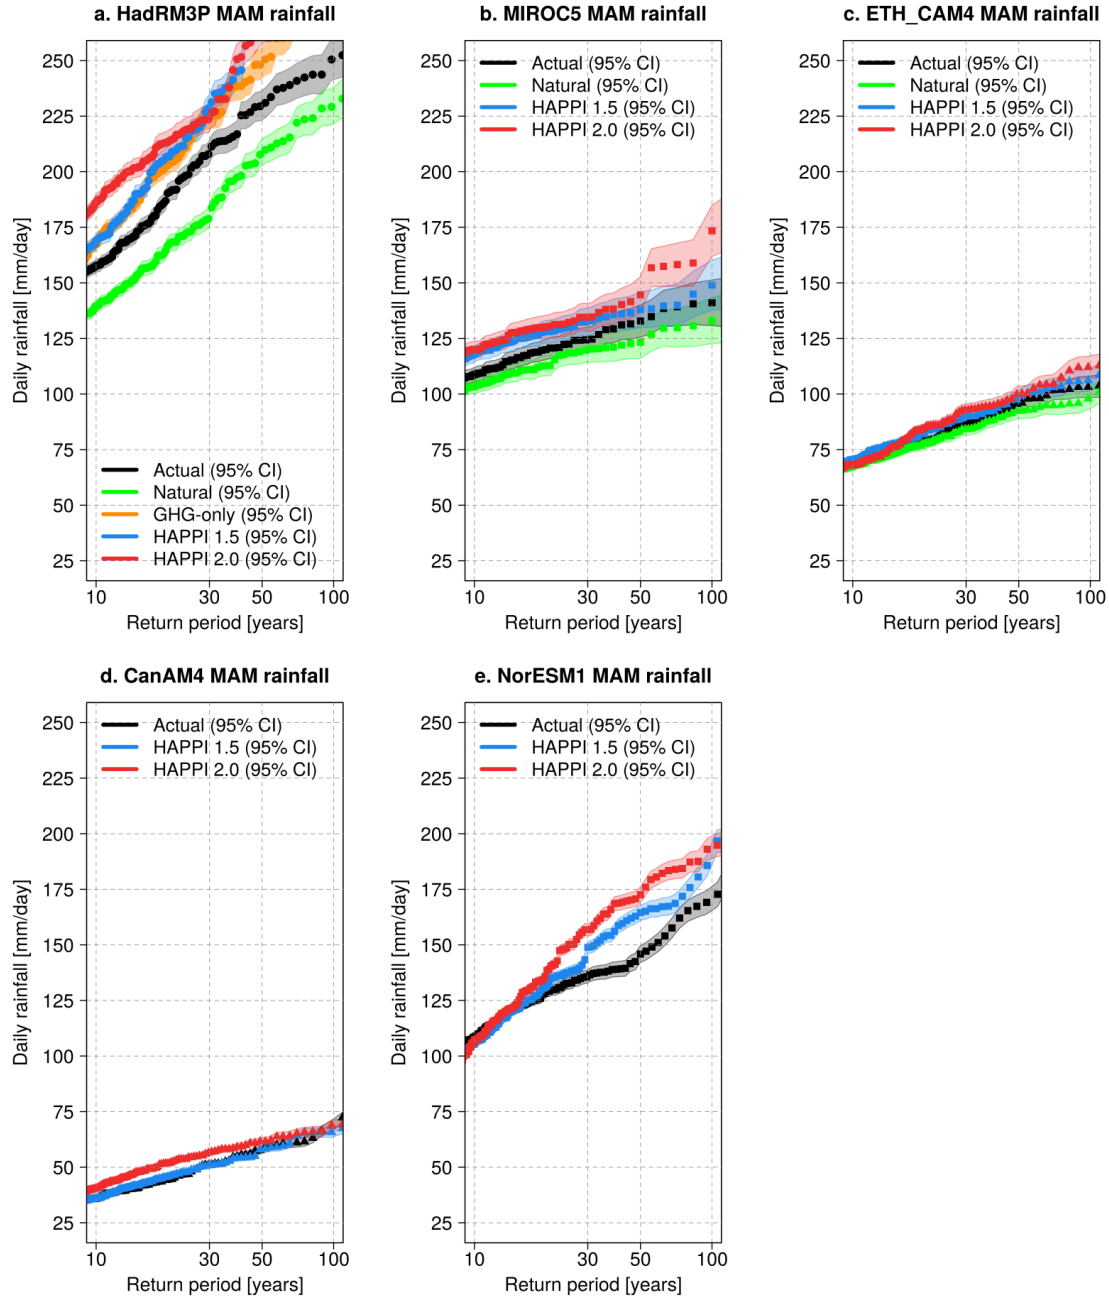 a. HadRM3P MAM rainfall
Daily rainfall [mm/day]
250
225
200
175
150
125
100
75
50
25
Actual (95% CI)
Natural (95% CI)
GHG-only (95% CI)
HAPPI 1.5 (95% CI)
HAPPI 2.0 (95% CI)
10 30 50 100
Return period [years]
b. MIROC5 MAM rainfall
Daily rainfall [mm/day]
250
225
200
175
150
125
100
75
50
25
Actual (95% CI)
Natural (95% CI)
HAPPI 1.5 (95% CI)
HAPPI 2.0 (95% CI)
10 30 50 100
Return period [years]
c. ETH_CAM4 MAM rainfall
Daily rainfall [mm/day]
250
225
200
175
150
125
100
75
50
25
Actual (95% CI)
Natural (95% CI)
HAPPI 1.5 (95% CI)
HAPPI 2.0 (95% CI)
10 30 50 100
Return period [years]
d. CanAM4 MAM rainfall
Daily rainfall [mm/day]
250
225
200
175
150
125
100
75
50
25
Actual (95% CI)
HAPPI 1.5 (95% CI)
HAPPI 2.0 (95% CI)
10 30 50 100
Return period [years]
e. NorESM1 MAM rainfall
Daily rainfall [mm/day]
250
225
200
175
150
125
100
75
50
25
Actual (95% CI)
HAPPI 1.5 (95% CI)
HAPPI 2.0 (95% CI)
10 30 50 100
Return period [years]